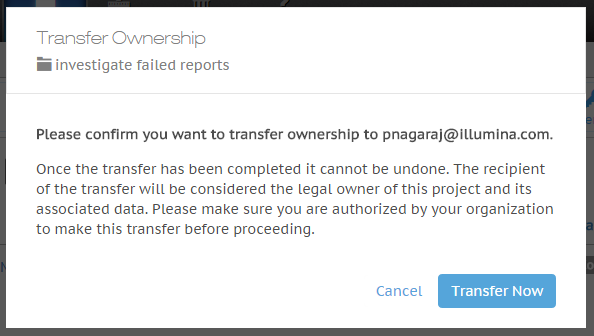 Transfer Ownership
investigate failed reports
Please confirm you want to transfer ownership to pnagaraj@illumina.com.
Once the transfer has been completed it cannot be undone. The recipient
of the transfer will be considered the legal owner of this project and its
associated data. Please make sure you are authorized by your organization
to make this transfer before proceeding.
Cancel Transfer Now